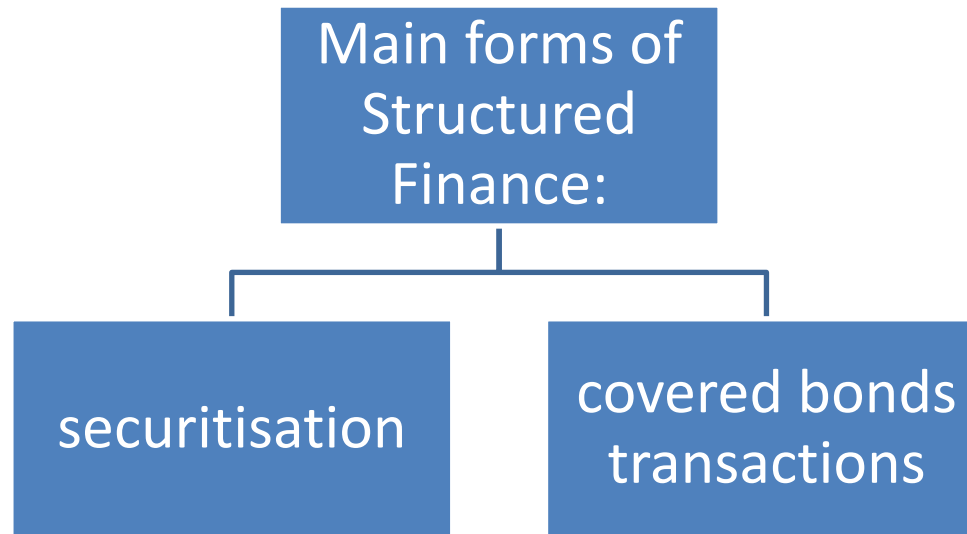 Main forms of
Structured
Finance:
securitisation
covered bonds
transactions